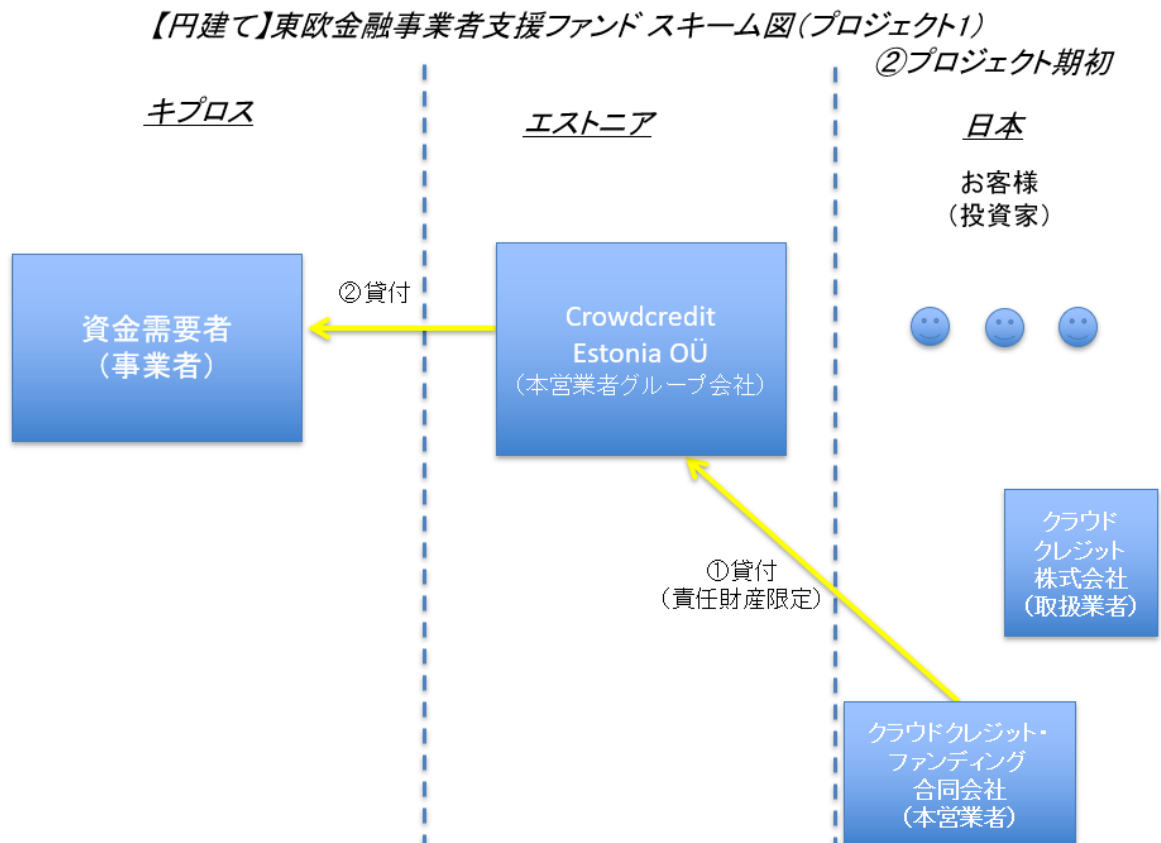 【円建て】東欧金融事業者支援ファンド スキーム図(プロジェクト1)
②プロジェクト期初
キプロス
エストニア
日本
お客様
(投資家)
資金需要者
(事業者)
②貸付
Crowdcredit
Estonia OÜ
(本営業者グループ会社)
①貸付
(責任財産限定)
クラウド
クレジット
株式会社
(取扱業者)
クラウドクレジット・
ファンディング
合同会社
(本営業者)